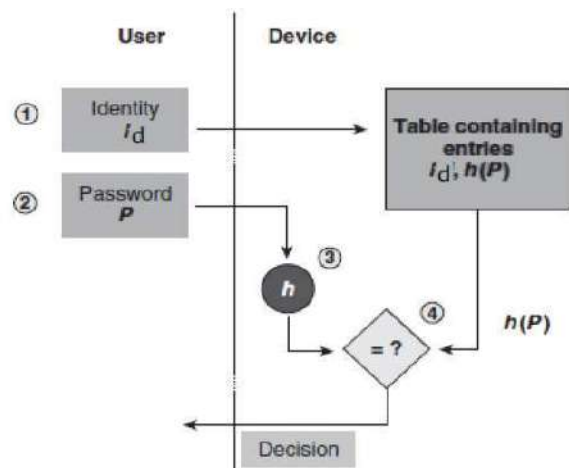 User
Device
①
Identity
id
Table containing
entries
id, h(P)
②
Password
P
③
h
④
= ?
h(P)
Decision